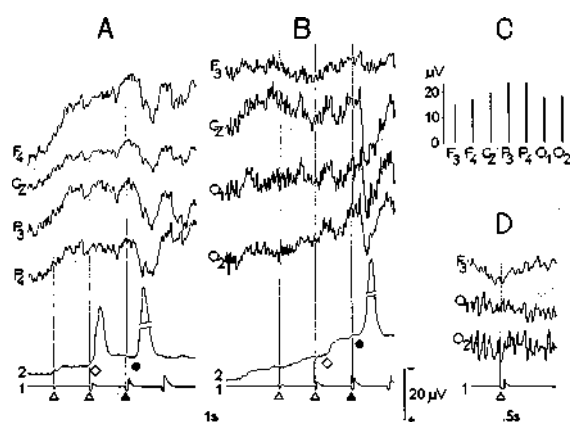 A B C
F3
μV
20
10
0
F3 F4 CZ P3 P4 O1 O2
CZ
F4
CZ
O1
P3
D
F3
O2
P4
O1
O2
2
1
2
1
20 μV
1
1s
.5s